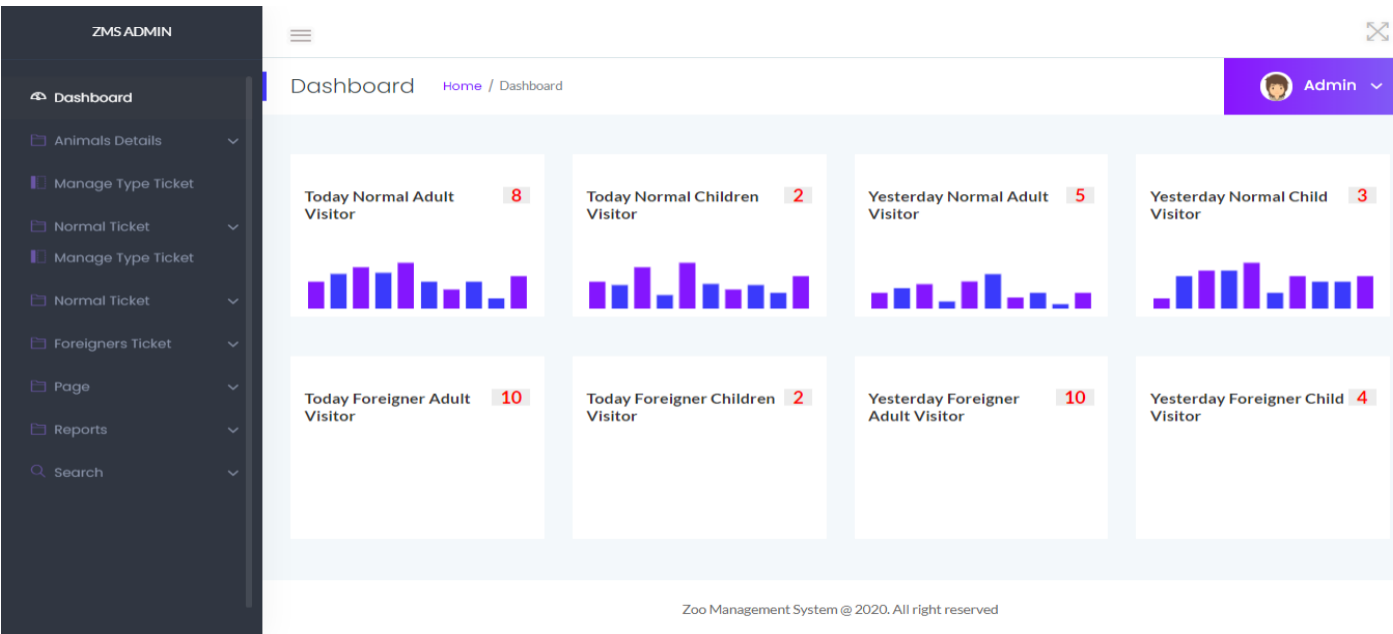 ZMS ADMIN
Dashboard
Animals Details
Manage Type Ticket
Normal Ticket
Manage Type Ticket
Normal Ticket
Foreigners Ticket
Page
Reports
Search
Dashboard Home / Dashboard
Admin
Today Normal Adult 8
Visitor
Today Normal Children 2
Visitor
Yesterday Normal Adult 5
Visitor
Yesterday Normal Child 3
Visitor
Today Foreigner Adult 10
Visitor
Today Foreigner Children 2
Visitor
Yesterday Foreigner 10
Adult Visitor
Yesterday Foreigner Child 4
Visitor
Zoo Management System @ 2020. All right reserved